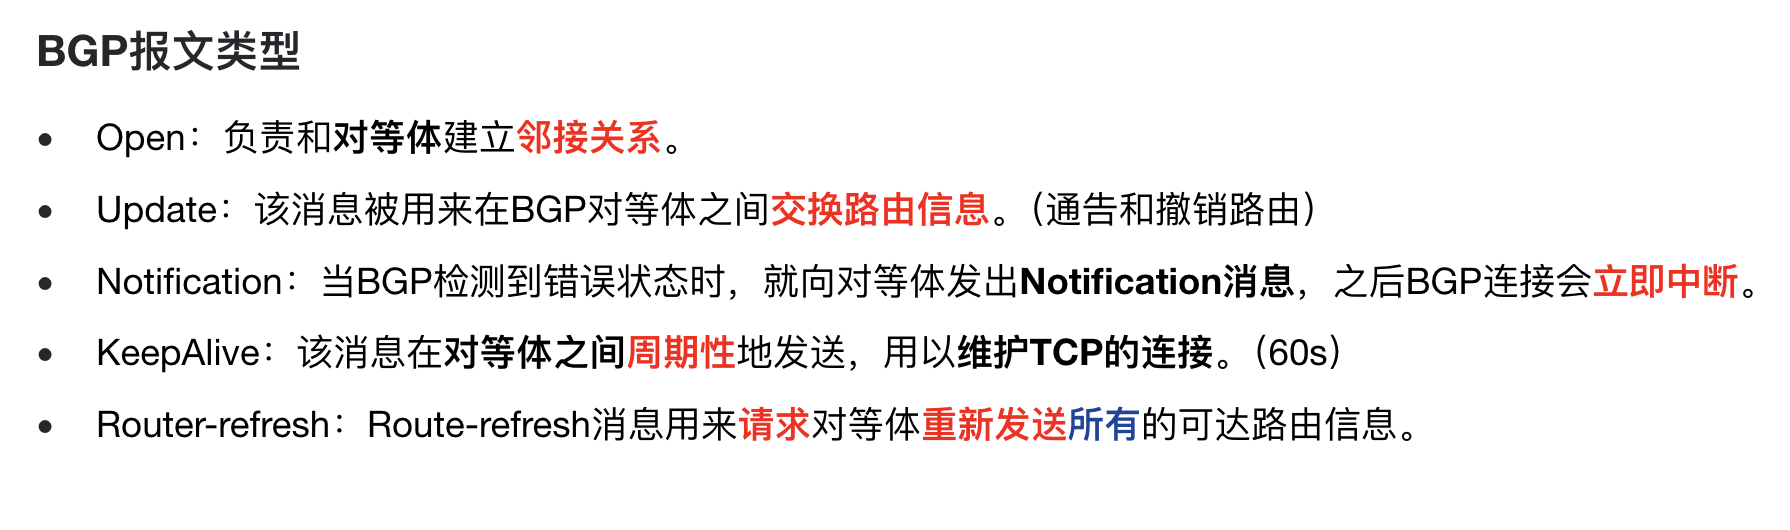 BGP报文类型
• Open：负责和对等体建立邻接关系。
• Update：该消息被用来在BGP对等体之间交换路由信息。（通告和撤销路由）
• Notification：当BGP检测到错误状态时，就向对等体发出Notification消息，之后BGP连接会立即中断。
• KeepAlive：该消息在对等体之间周期性地发送，用以维护TCP的连接。（60s）
• Router-refresh：Route-refresh消息用来请求对等体重新发送所有的可达路由信息。